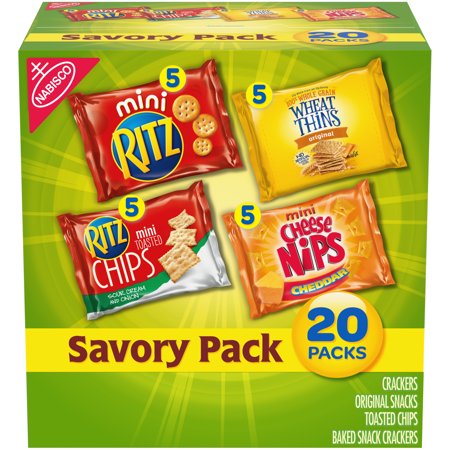 Savory Pack
20
PACKS
NABISCO
5
mini
RITZ
5
100% WHOLE GRAIN
WHEAT
THINS
original
5
RITZ
mini
TOASTED
CHIPS
SOUR CREAM
AND ONION
5
mini
CHEESE
NIPS
CHEDDAR
Savory Pack
20
PACKS
CRACKERS
ORIGINAL SNACKS
TOASTED CHIPS
BAKED SNACK CRACKERS